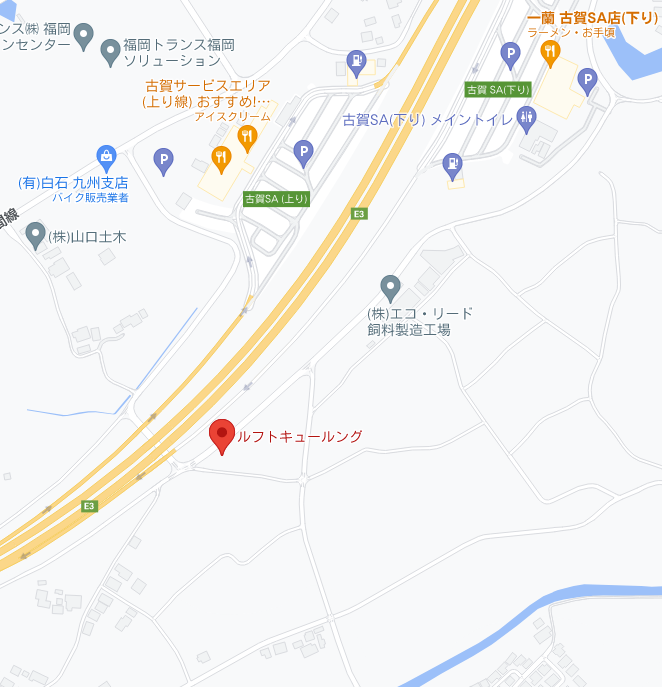 一蘭 古賀SA店(下り)
ラーメン・お手頃
ンス㈱ 福岡
ンセンター
福岡トランス福岡
ソリューション
P
古賀サービスエリア
(上り線) おすすめ!…
アイスクリーム
古賀 SA(下り)
P
古賀SA(下り) メイントイレ
P
P
(有)白石 九州支店
バイク販売業者
古賀SA (上り)
E3
線
(株)山口土木
(株)エコ・リード
飼料製造工場
ルフトキュールング
E3